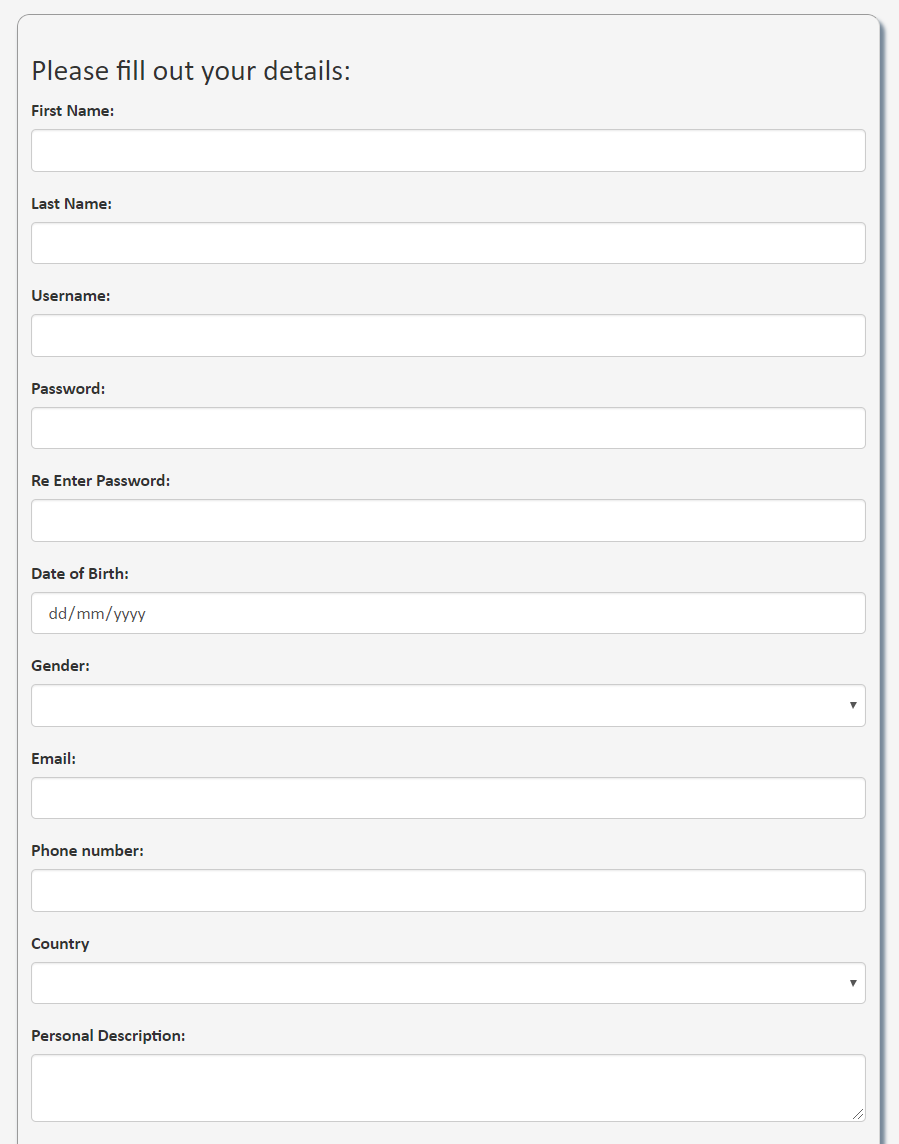 Please fill out your details:
First Name:
Last Name:
Username:
Password:
Re Enter Password:
Date of Birth:
dd/mm/yyyy
Gender:
Email:
Phone number:
Country
Personal Description: